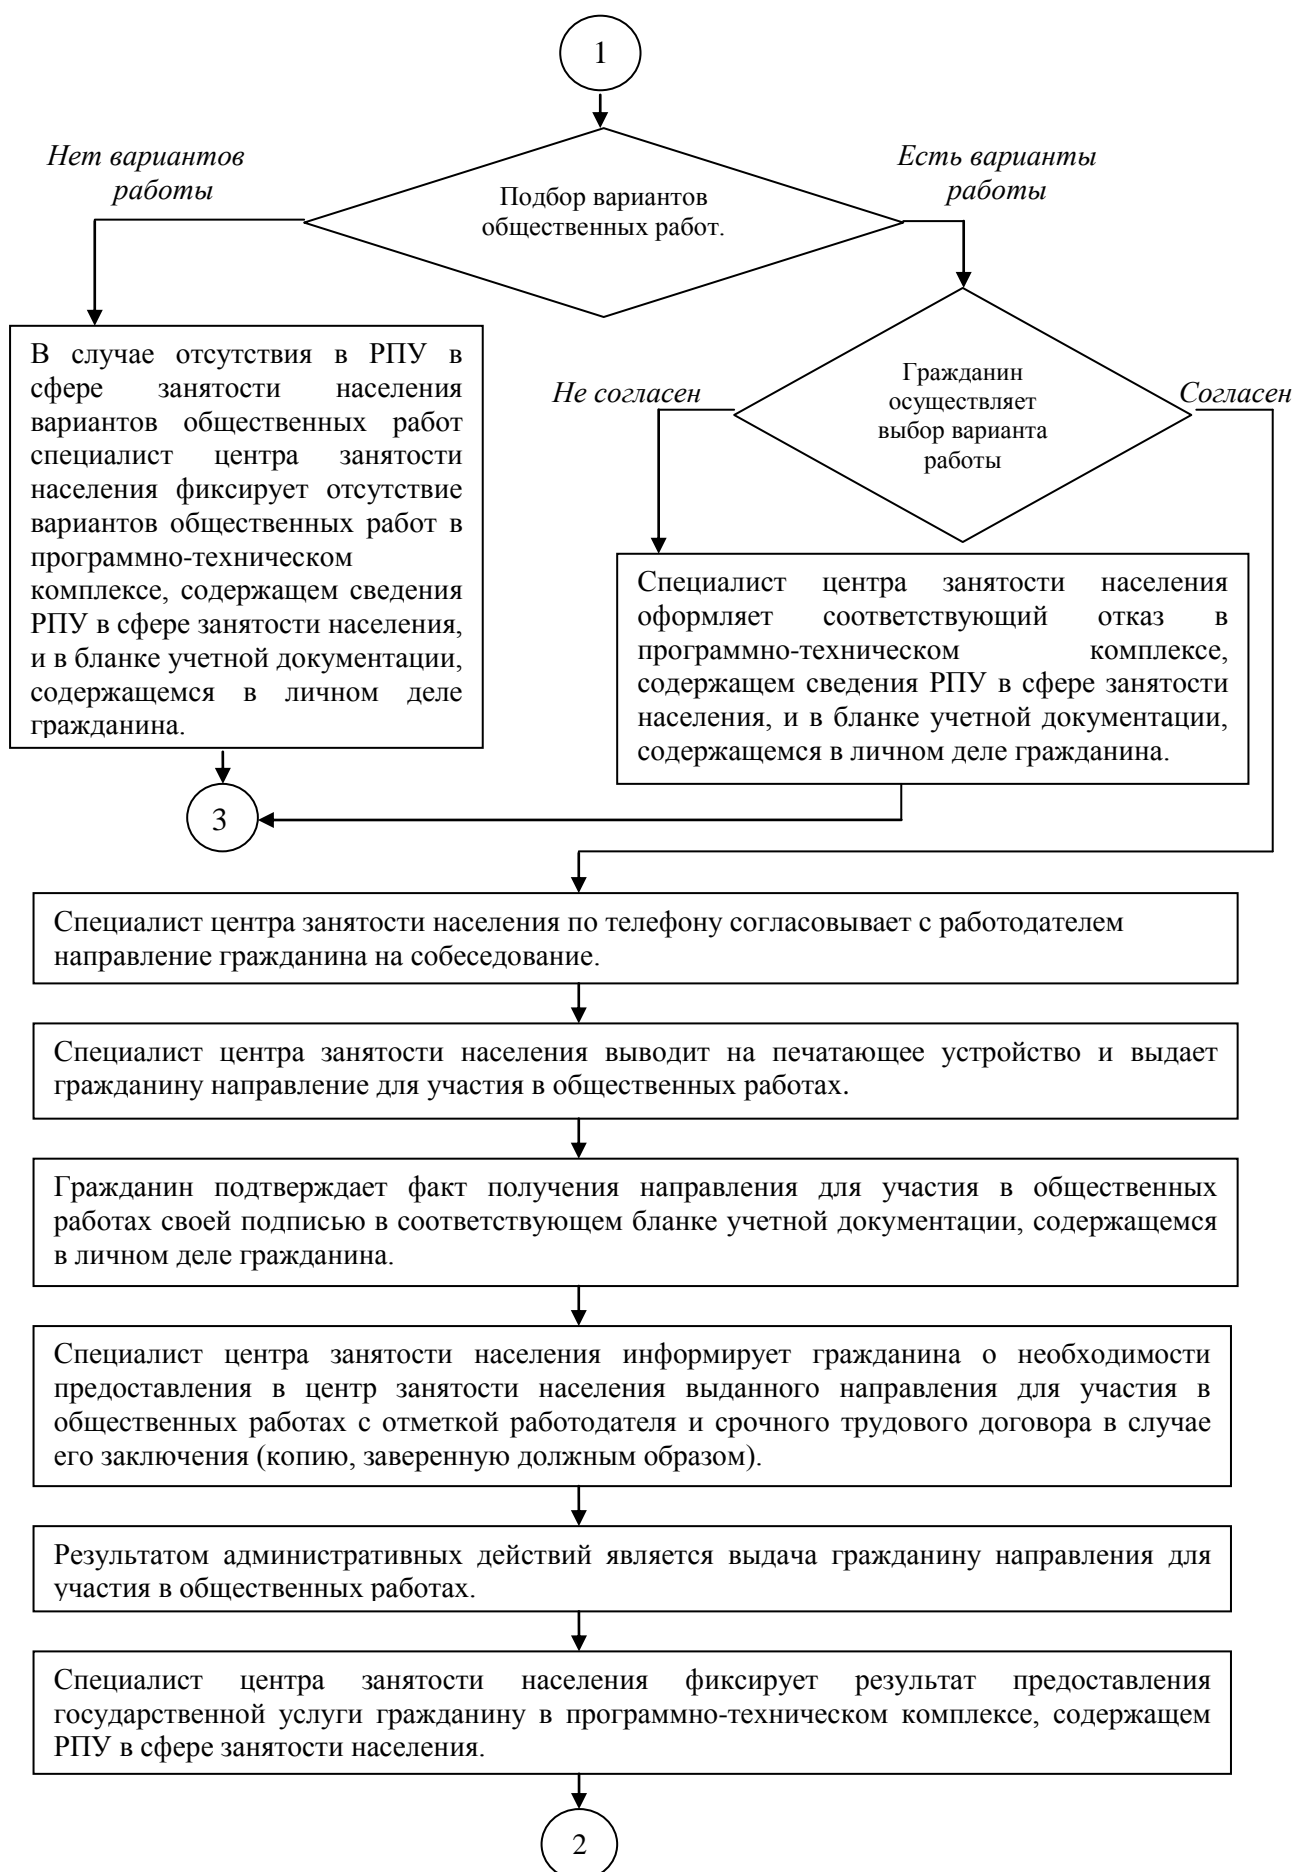 1
Нет вариантов
работы
Есть варианты
работы
Подбор вариантов
общественных работ.
В случае отсутствия в РПУ в
сфере занятости населения
вариантов общественных работ
специалист центра занятости
населения фиксирует отсутствие
вариантов общественных работ в
программно-техническом
комплексе, содержащем сведения
РПУ в сфере занятости населения,
и в бланке учетной документации,
содержащемся в личном деле
гражданина.
Не согласен
Гражданин
осуществляет
выбор варианта
работы
Согласен
Специалист центра занятости населения
оформляет соответствующий отказ в
программно-техническом комплексе,
содержащем сведения РПУ в сфере занятости
населения, и в бланке учетной документации,
содержащемся в личном деле гражданина.
3
Специалист центра занятости населения по телефону согласовывает с работодателем
направление гражданина на собеседование.
Специалист центра занятости населения выводит на печатающее устройство и выдает
гражданину направление для участия в общественных работах.
Гражданин подтверждает факт получения направления для участия в общественных
работах своей подписью в соответствующем бланке учетной документации, содержащемся
в личном деле гражданина.
Специалист центра занятости населения информирует гражданина о необходимости
предоставления в центр занятости населения выданного направления для участия в
общественных работах с отметкой работодателя и срочного трудового договора в случае
его заключения (копию, заверенную должным образом).
Результатом административных действий является выдача гражданину направления для
участия в общественных работах.
Специалист центра занятости населения фиксирует результат предоставления
государственной услуги гражданину в программно-техническом комплексе, содержащем
РПУ в сфере занятости населения.
2